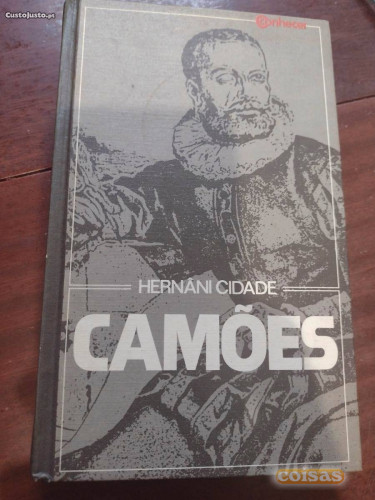 CustoJusto.pt
Conhecer
HERNÂNI CIDADE
CAMÕES
coisas